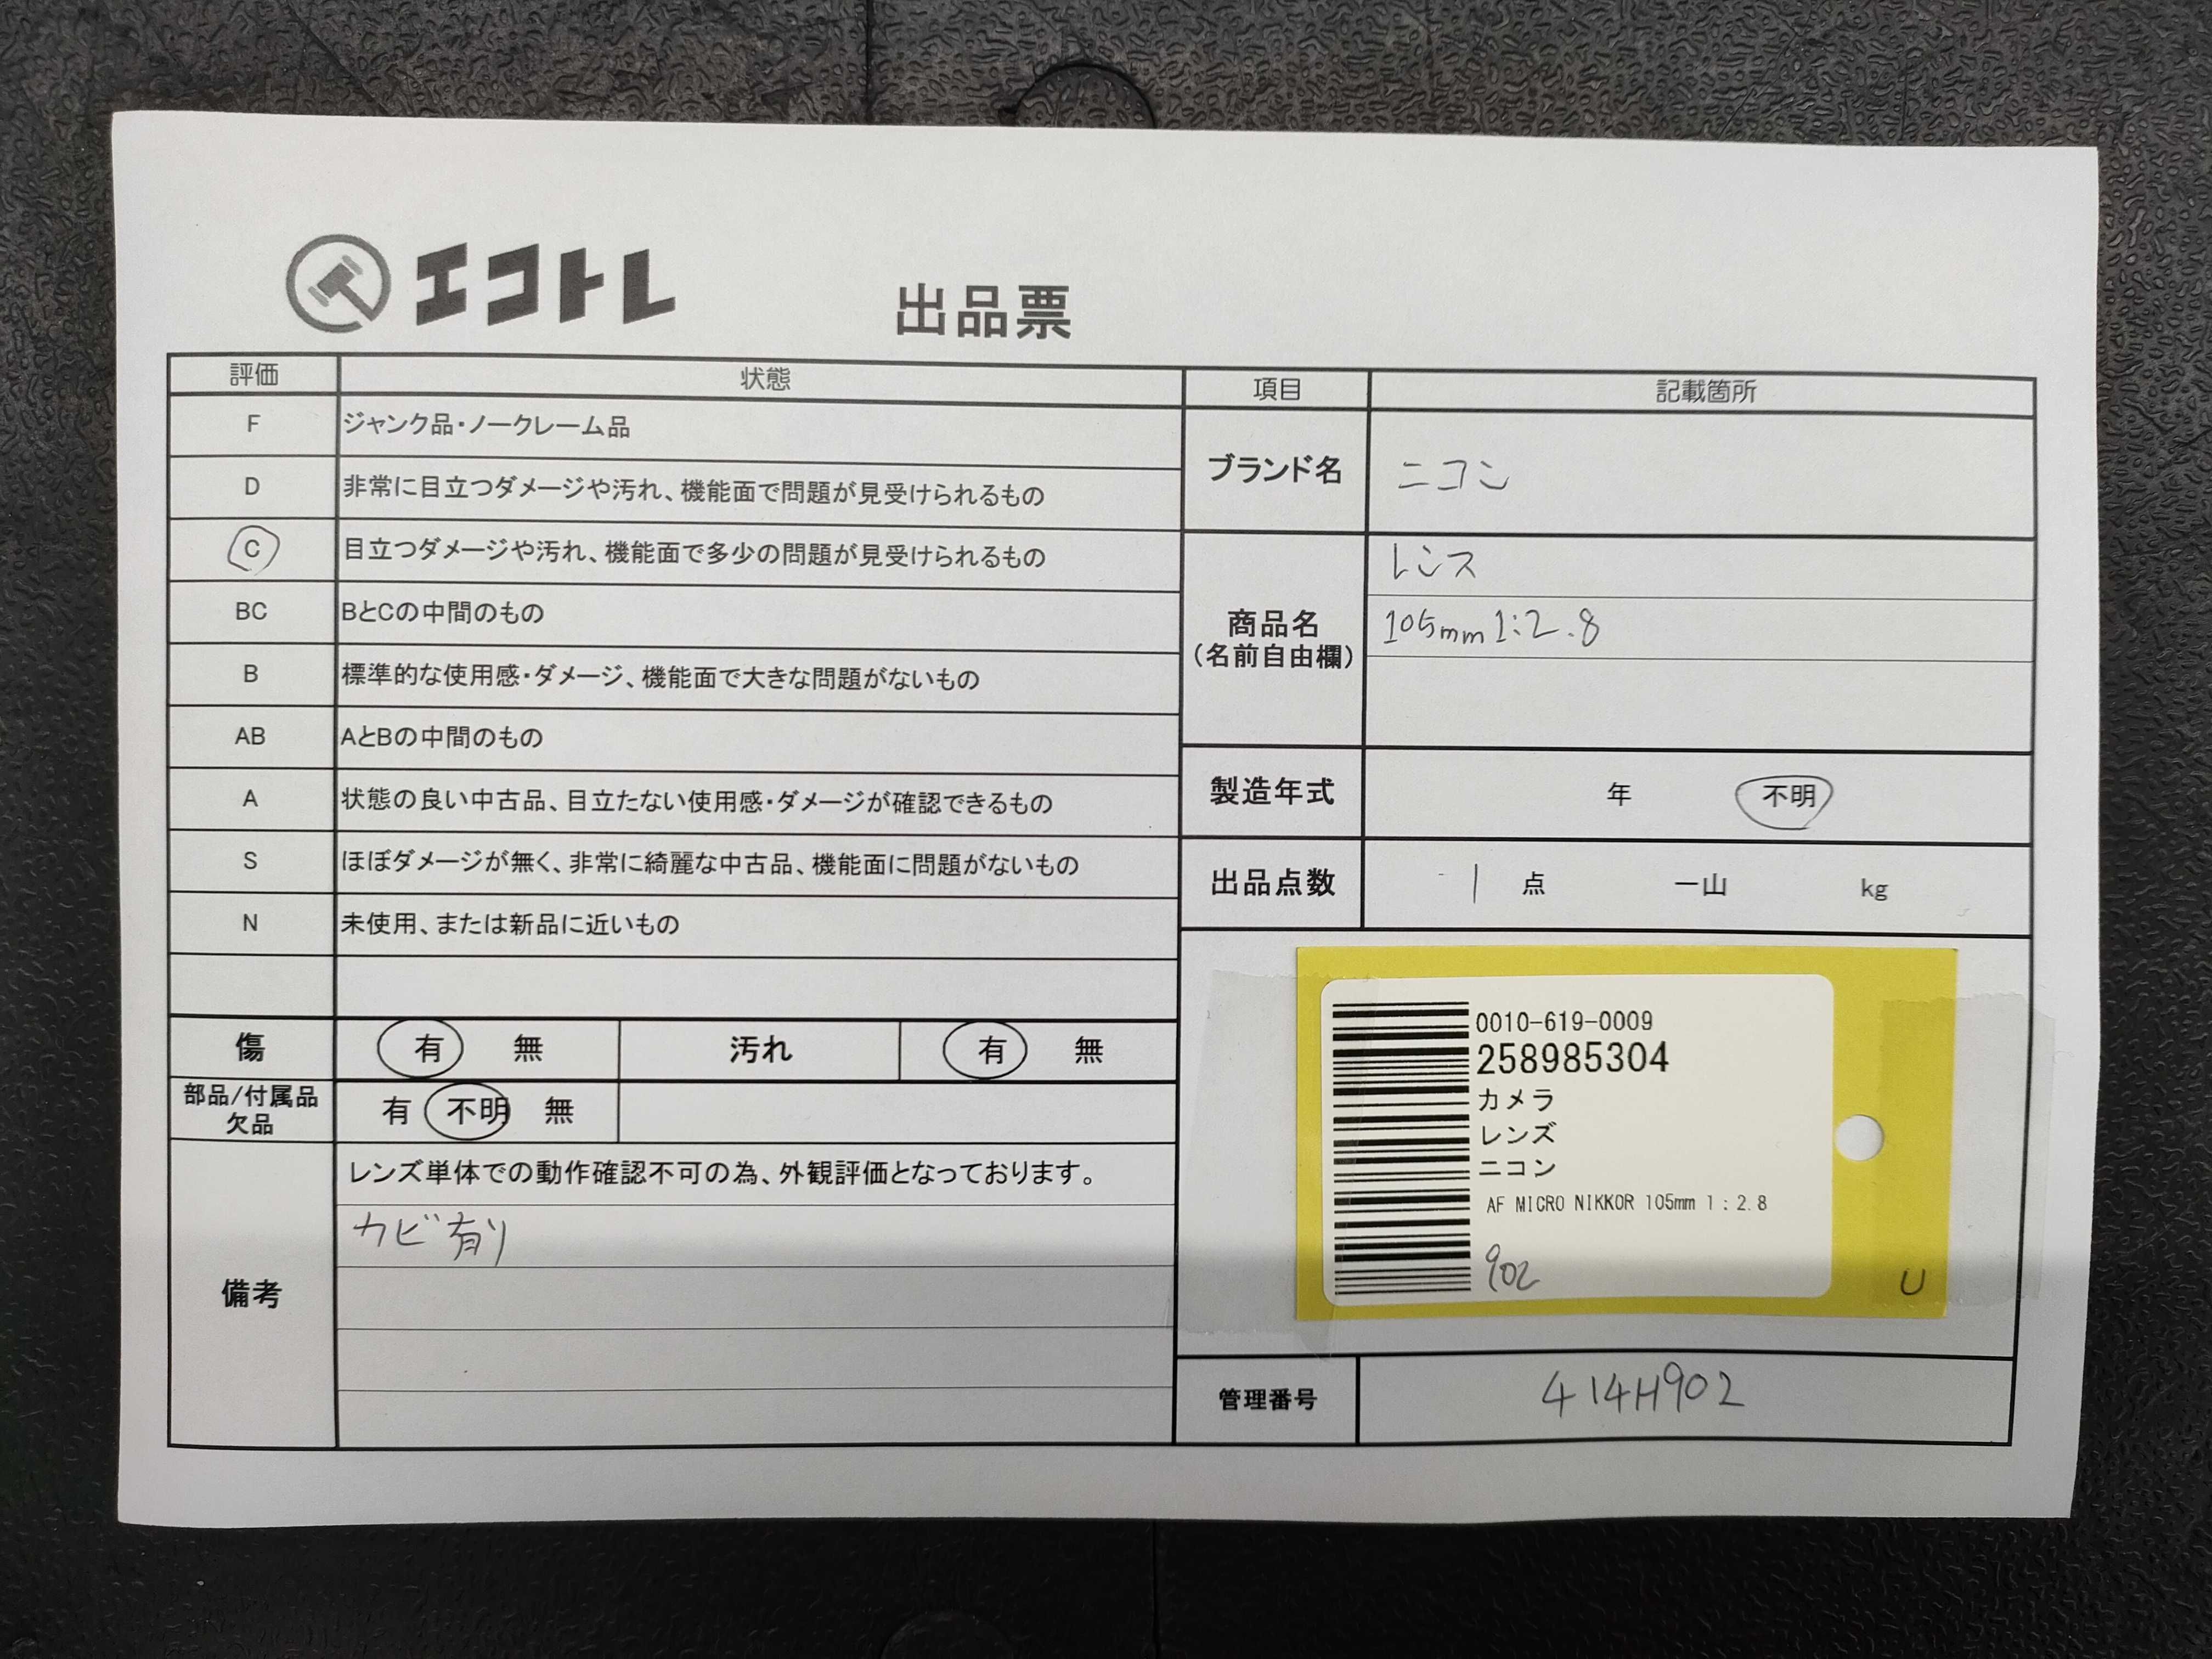 エコトレ
出品票
評価 状態
F ジャンク品・ノークレーム品
D 非常に目立つダメージや汚れ、機能面で問題が見受けられるもの
C 目立つダメージや汚れ、機能面で多少の問題が見受けられるもの
BC BとCの中間のもの
B 標準的な使用感・ダメージ、機能面で大きな問題がないもの
AB AとBの中間のもの
A 状態の良い中古品、目立たない使用感・ダメージが確認できるもの
S ほぼダメージが無く、非常に綺麗な中古品、機能面に問題がないもの
N 未使用、または新品に近いもの
傷 有 無 汚れ 有 無
部品/付属品
欠品
有 不明 無
備考
レンズ単体での動作確認不可の為、外観評価となっております。
カビ有り
項目 記載箇所
ブランド名 ニコン
商品名
(名前自由欄)
レンス
105mm 1:2.8
製造年式 年 不明
出品点数 1 点 一山 kg
0010-619-0009
258985304
カメラ
レンズ
ニコン
AF MICRO NIKKOR 105mm 1:2.8
902
U
管理番号 414H902